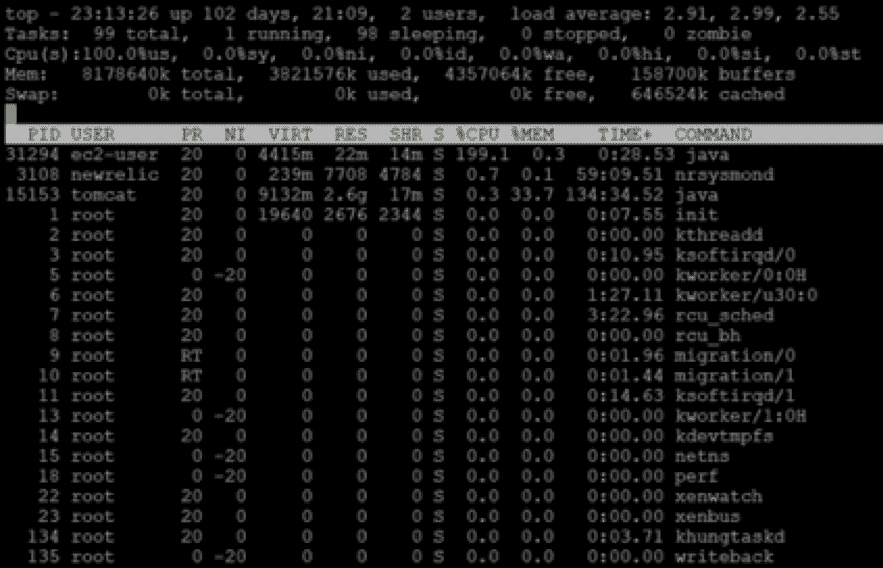 top - 23:13:26 up 102 days, 21:09,  2 users,  load average: 2.91, 2.99, 2.55
Tasks:  99 total,   1 running,  98 sleeping,   0 stopped,   0 zombie
Cpu(s):100.0%us,  0.0%sy,  0.0%ni,  0.0%id,  0.0%wa,  0.0%hi,  0.0%si,  0.0%st
Mem:   8178640k total,  3821576k used,  4357064k free,   158700k buffers
Swap:        0k total,        0k used,        0k free,   646524k cached
PID USER      PR  NI  VIRT  RES  SHR S %CPU %MEM    TIME+  COMMAND
31294 ec2-user  20   0 4415m  22m  14m S 199.1  0.3   0:28.53 java
3108 newrelic  20   0  239m 7708 4784 S  0.7  0.1  59:09.51 nrsysmond
15153 tomcat    20   0 9132m 2.6g  17m S  0.3 33.7 134:34.52 java
1 root      20   0 19640 2676 2344 S  0.0  0.0   0:07.55 init
2 root      20   0     0    0    0 S  0.0  0.0   0:00.00 kthreadd
3 root      20   0     0    0    0 S  0.0  0.0   0:10.95 ksoftirqd/0
5 root       0 -20     0    0    0 S  0.0  0.0   0:00.00 kworker/0:0H
6 root      20   0     0    0    0 S  0.0  0.0   1:27.11 kworker/u30:0
7 root      20   0     0    0    0 S  0.0  0.0   3:22.96 rcu_sched
8 root      20   0     0    0    0 S  0.0  0.0   0:00.00 rcu_bh
9 root      RT   0     0    0    0 S  0.0  0.0   0:01.96 migration/0
10 root      RT   0     0    0    0 S  0.0  0.0   0:01.44 migration/1
11 root      20   0     0    0    0 S  0.0  0.0   0:14.63 ksoftirqd/1
13 root       0 -20     0    0    0 S  0.0  0.0   0:00.00 kworker/1:0H
14 root      20   0     0    0    0 S  0.0  0.0   0:00.00 kdevtmpfs
15 root       0 -20     0    0    0 S  0.0  0.0   0:00.00 netns
18 root       0 -20     0    0    0 S  0.0  0.0   0:00.00 perf
22 root      20   0     0    0    0 S  0.0  0.0   0:00.00 xenwatch
23 root      20   0     0    0    0 S  0.0  0.0   0:00.00 xenbus
134 root      20   0     0    0    0 S  0.0  0.0   0:03.71 khungtaskd
135 root       0 -20     0    0    0 S  0.0  0.0   0:00.00 writeback